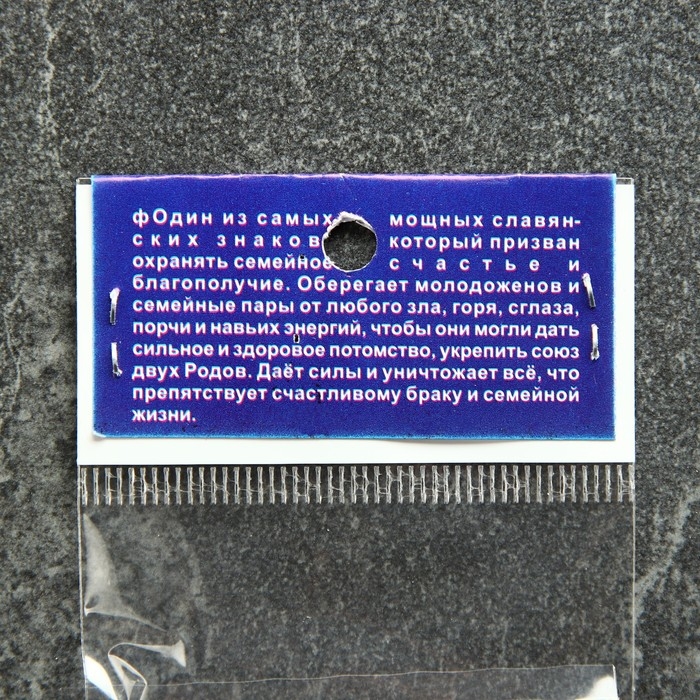 фОдин из самых мощных славян-
ских знаков который призван
охранять семейное счастье и
благополучие. Оберегает молодоженов и
семейные пары от любого зла, горя, сглаза,
порчи и навьих энергий, чтобы они могли дать
сильное и здоровое потомство, укрепить союз
двух Родов. Даёт силы и уничтожает всё, что
препятствует счастливому браку и семейной
жизни.